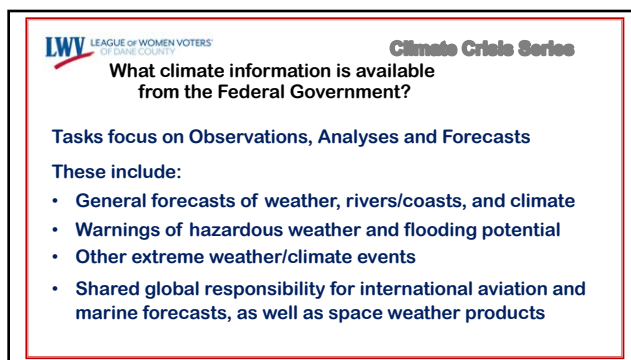 LWV LEAGUE OF WOMEN VOTERS®
OF DANE COUNTY
Climate Crisis Series
What climate information is available
from the Federal Government?
Tasks focus on Observations, Analyses and Forecasts
These include:
• General forecasts of weather, rivers/coasts, and climate
• Warnings of hazardous weather and flooding potential
• Other extreme weather/climate events
• Shared global responsibility for international aviation and
marine forecasts, as well as space weather products